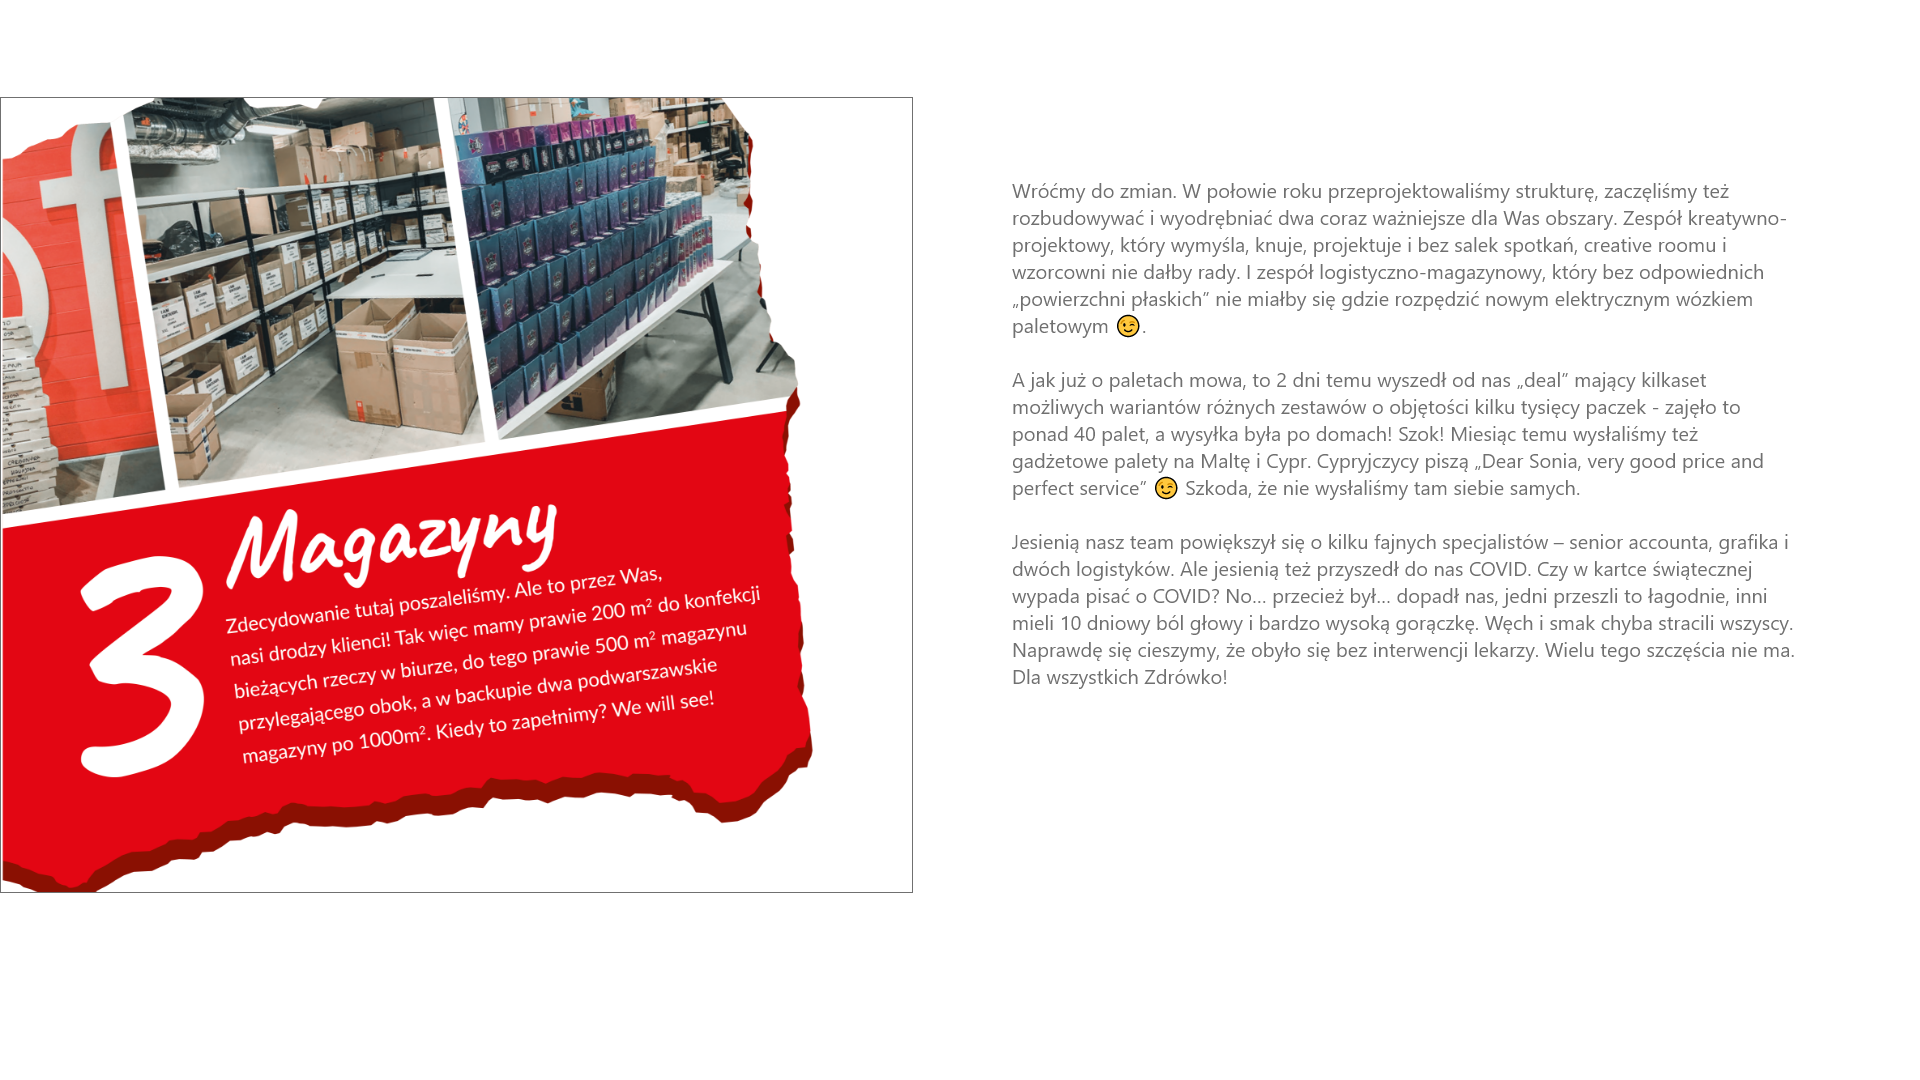 Magazyny
3
Zdecydowanie tutaj poszaleliśmy. Ale to przez Was,
nasi drodzy klienci! Tak więc mamy prawie 200 m² do konfekcji
bieżących rzeczy w biurze, do tego prawie 500 m² magazynu
przylegającego obok, a w backupie dwa podwarszawskie
magazyny po 1000m². Kiedy to zapełnimy? We will see!
Wróćmy do zmian. W połowie roku przeprojektowaliśmy strukturę, zaczęliśmy też
rozbudowywać i wyodrębniać dwa coraz ważniejsze dla Was obszary. Zespół kreatywno-
projektowy, który wymyśla, knuje, projektuje i bez salek spotkań, creative roomu i
wzorcowni nie dałby rady. I zespół logistyczno-magazynowy, który bez odpowiednich
„powierzchni płaskich” nie miałby się gdzie rozpędzić nowym elektrycznym wózkiem
paletowym 😉.
A jak już o paletach mowa, to 2 dni temu wyszedł od nas „deal” mający kilkaset
możliwych wariantów różnych zestawów o objętości kilku tysięcy paczek - zajęło to
ponad 40 palet, a wysyłka była po domach! Szok! Miesiąc temu wysłaliśmy też
gadżetowe palety na Maltę i Cypr. Cypryjczycy piszą „Dear Sonia, very good price and
perfect service” 😉 Szkoda, że nie wysłaliśmy tam siebie samych.
Jesienią nasz team powiększył się o kilku fajnych specjalistów – senior accounta, grafika i
dwóch logistyków. Ale jesienią też przyszedł do nas COVID. Czy w kartce świątecznej
wypada pisać o COVID? No… przecież był… dopadł nas, jedni przeszli to łagodnie, inni
mieli 10 dniowy ból głowy i bardzo wysoką gorączkę. Węch i smak chyba stracili wszyscy.
Naprawdę się cieszymy, że obyło się bez interwencji lekarzy. Wielu tego szczęścia nie ma.
Dla wszystkich Zdrówko!